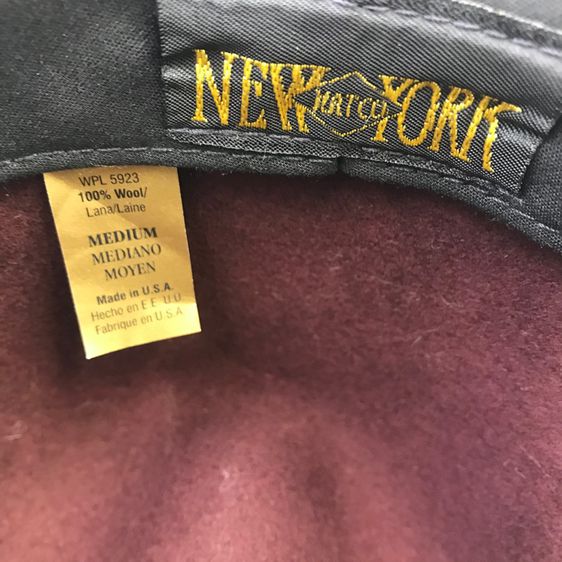 NEW HATCO YORK
WPL 5923
100% Wool/
Lana/Laine
MEDIUM
MEDIANO
MOYEN
Made in U.S.A.
Hecho en E E U U
Fabrique en U.S.A